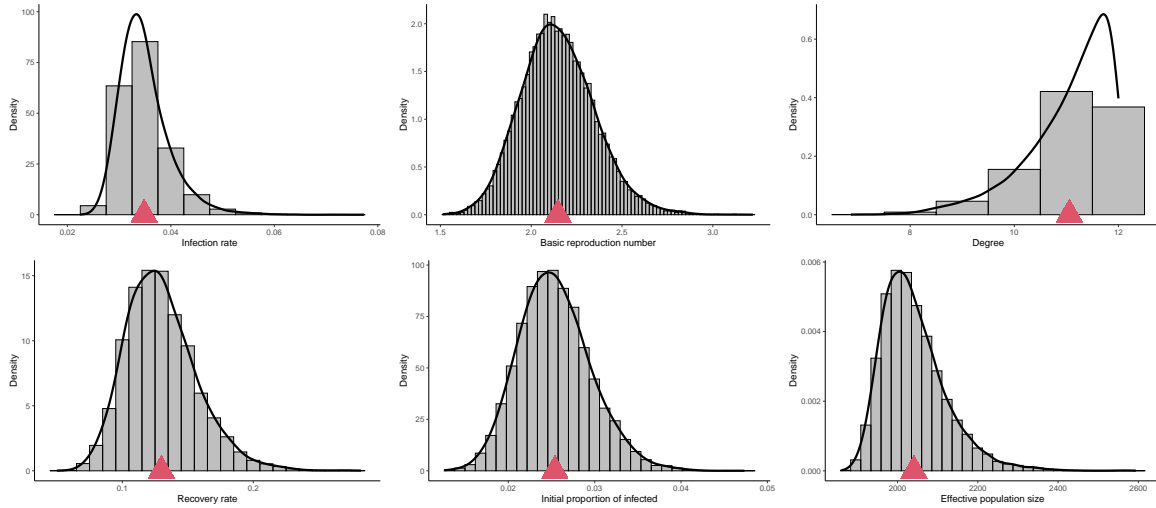 Density
100
75
50
25
0
0.02 0.04 0.06 0.08
Infection rate
Density
2.0
1.5
1.0
0.5
0.0
1.5 2.0 2.5 3.0
Basic reproduction number
Density
0.6
0.4
0.2
0.0
8 10 12
Degree
Density
15
10
5
0
0.1 0.2
Recovery rate
Density
100
75
50
25
0
0.02 0.03 0.04 0.05
Initial proportion of infected
Density
0.006
0.004
0.002
0.000
2000 2200 2400 2600
Effective population size